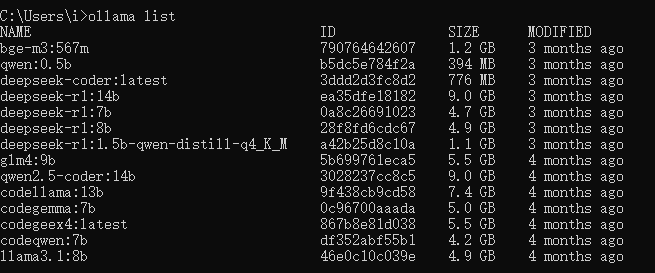 C:\Users\i>ollama list
NAME ID SIZE MODIFIED
bge-m3:567m 790764642607 1.2 GB 3 months ago
qwen:0.5b b5dc5e784f2a 394 MB 3 months ago
deepseek-coder:latest 3ddd2d3fc8d2 776 MB 3 months ago
deepseek-r1:14b ea35dfe18182 9.0 GB 3 months ago
deepseek-r1:7b 0a8c26691023 4.7 GB 3 months ago
deepseek-r1:8b 28f8fd6cdc67 4.9 GB 3 months ago
deepseek-r1:1.5b-qwen-distill-q4_K_M a42b25d8c10a 1.1 GB 3 months ago
glm4:9b 5b699761eca5 5.5 GB 4 months ago
qwen2.5-coder:14b 3028237cc8c5 9.0 GB 4 months ago
codellama:13b 9f438cb9cd58 7.4 GB 4 months ago
codegemma:7b 0c96700aaada 5.0 GB 4 months ago
codegeex4:latest 867b8e81d038 5.5 GB 4 months ago
codeqwen:7b df352abf55b1 4.2 GB 4 months ago
llama3.1:8b 46e0c10c039e 4.9 GB 4 months ago